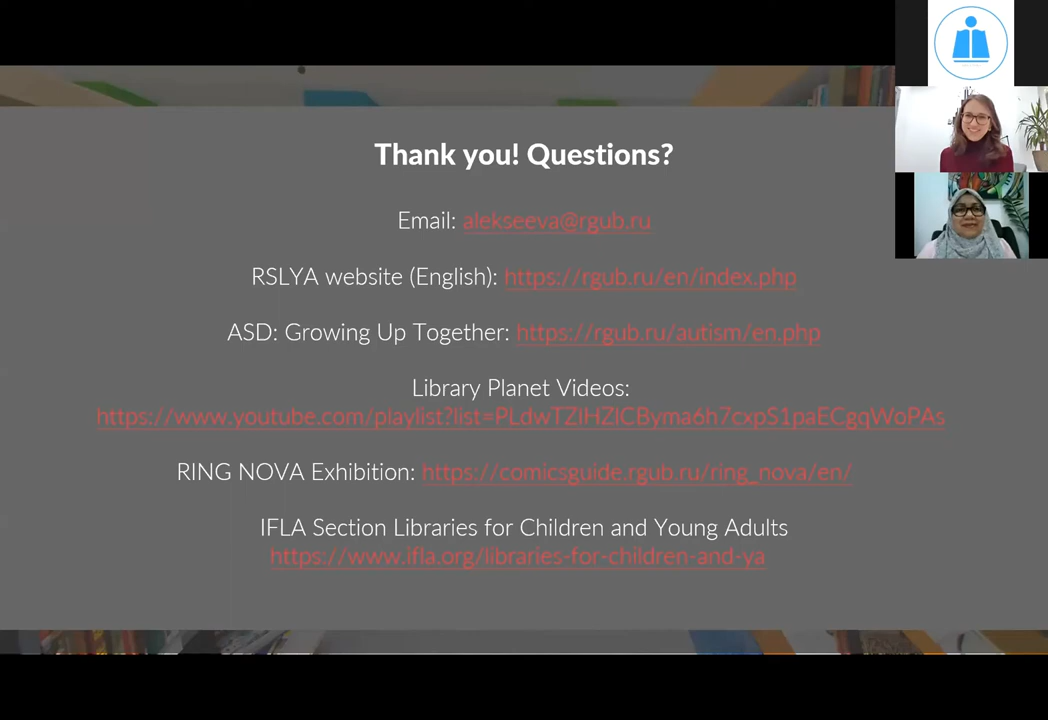 Thank you! Questions?
Email: alekseeva@rgub.ru
RSLYA website (English): https://rgub.ru/en/index.php
ASD: Growing Up Together: https://rgub.ru/autism/en.php
Library Planet Videos:
https://www.youtube.com/playlist?list=PLdwTZIHZlCByma6h7cxpS1paECgqWoPAs
RING NOVA Exhibition: https://comicsguide.rgub.ru/ring_nova/en/
IFLA Section Libraries for Children and Young Adults
https://www.ifla.org/libraries-for-children-and-ya